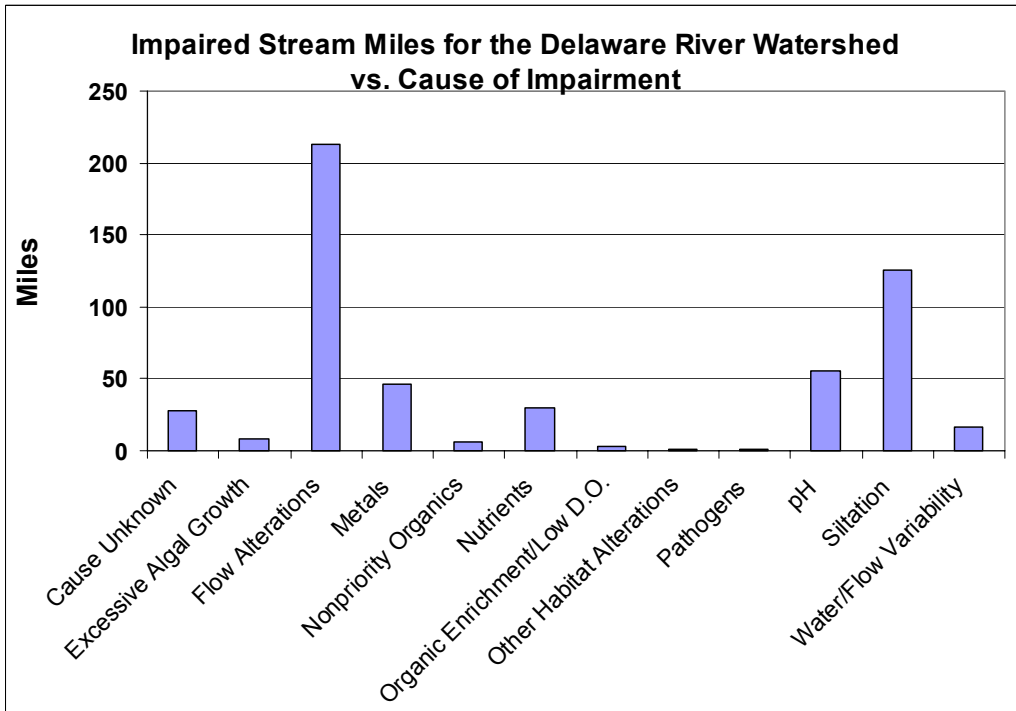 Impaired Stream Miles for the Delaware River Watershed
vs. Cause of Impairment
Miles
250
200
150
100
50
0
Cause Unknown
Excessive Algal Growth
Flow Alterations
Metals
Nonpriority Organics
Nutrients
Organic Enrichment/Low D.O.
Other Habitat Alterations
Pathogens
pH
Siltation
Water/Flow Variability